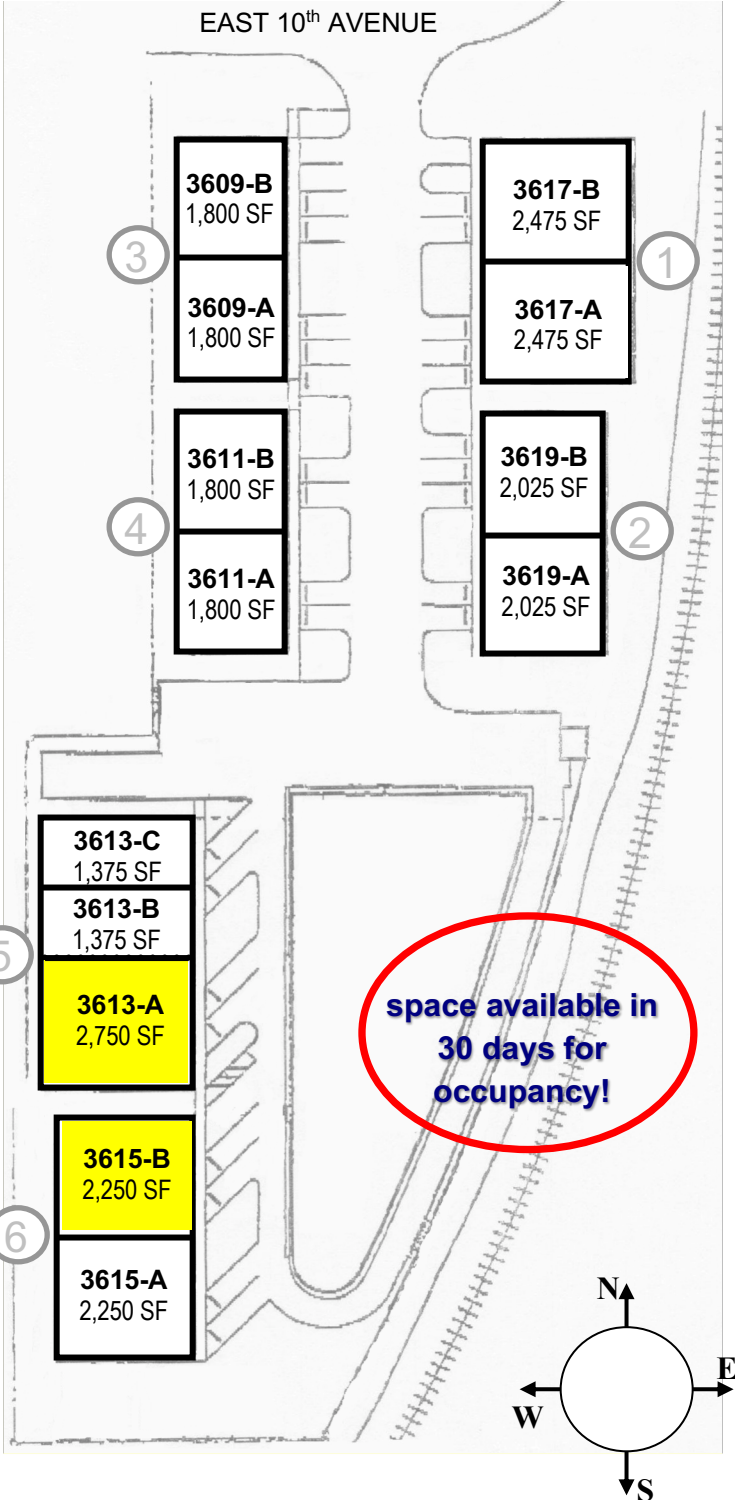 EAST 10th AVENUE
3609-B
1,800 SF
3617-B
2,475 SF
3
1
3609-A
1,800 SF
3617-A
2,475 SF
3611-B
1,800 SF
3619-B
2,025 SF
4
2
3611-A
1,800 SF
3619-A
2,025 SF
3613-C
1,375 SF
3613-B
1,375 SF
5
3613-A
2,750 SF
space available in
30 days for
occupancy!
3615-B
2,250 SF
6
3615-A
2,250 SF
N
E
W
S